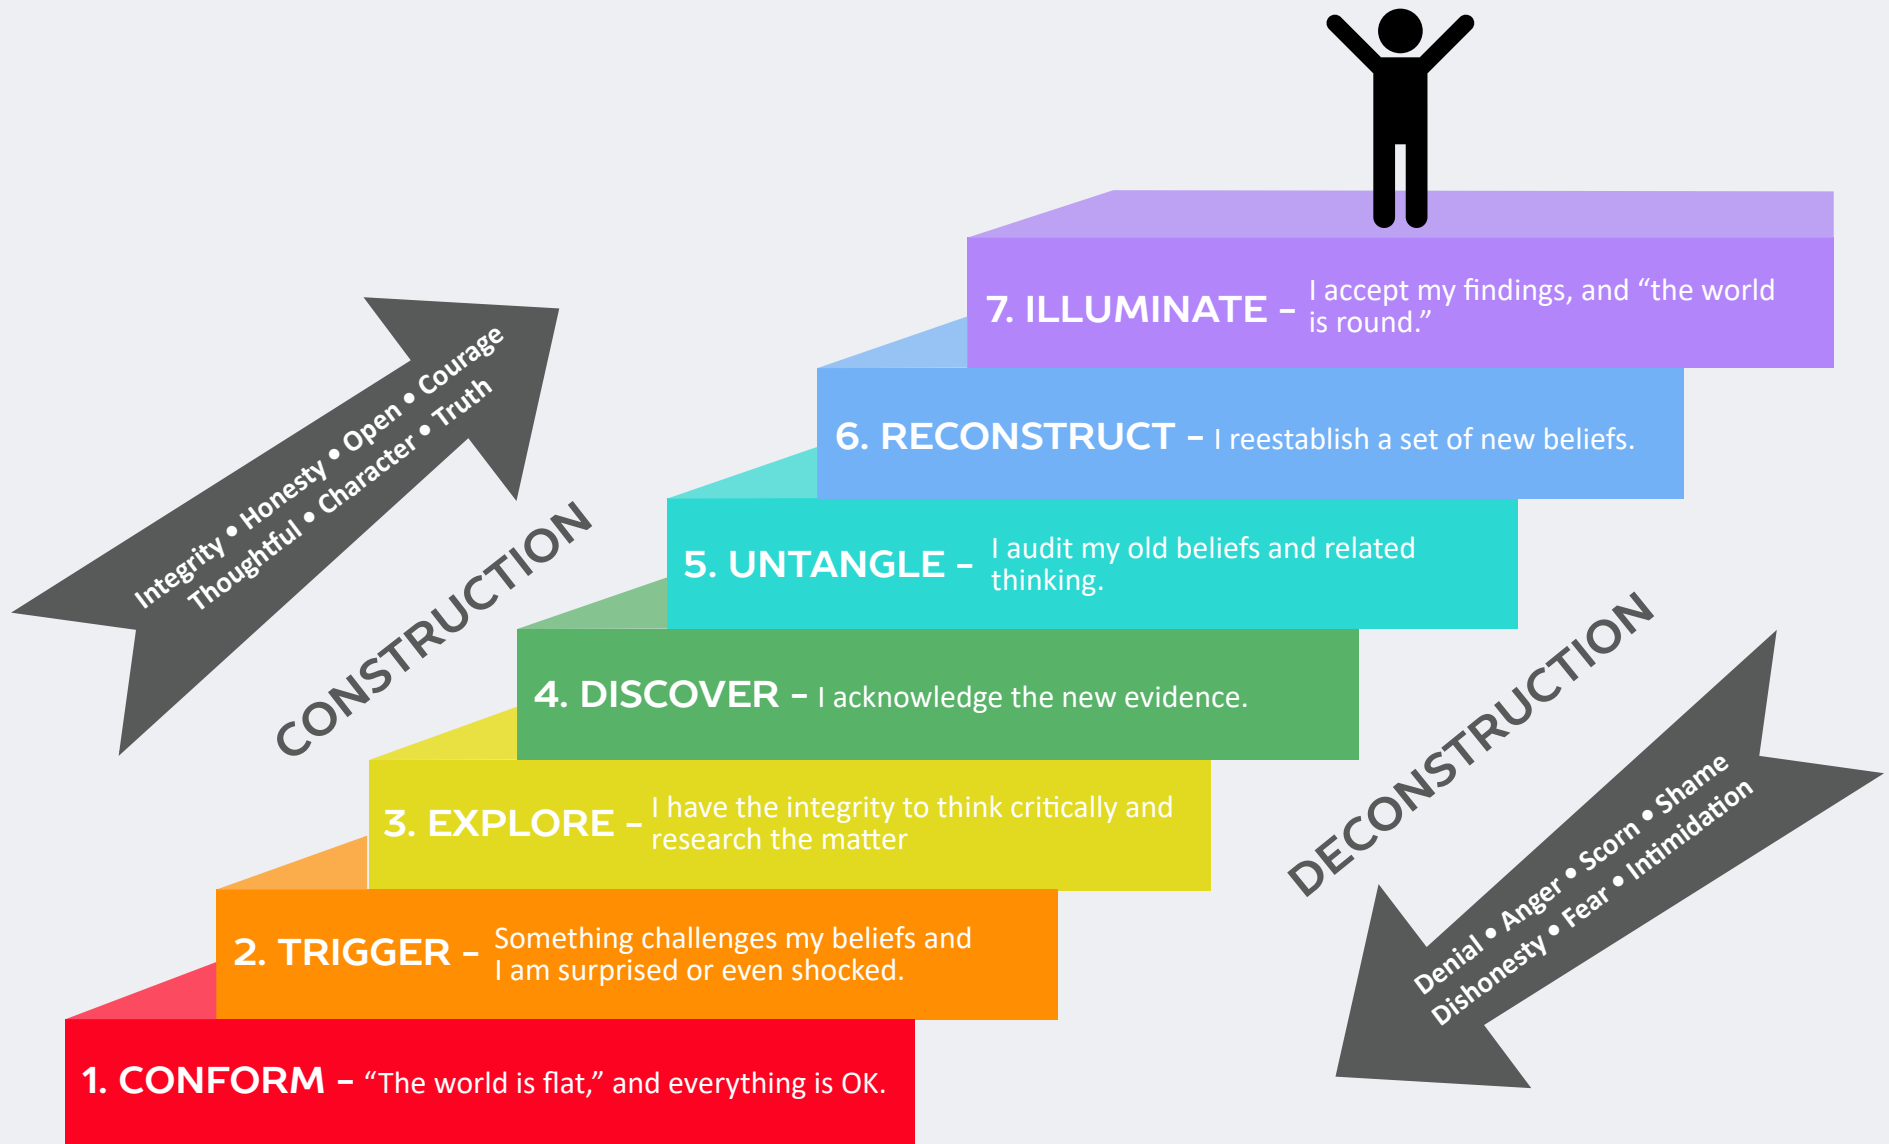 7. ILLUMINATE – I accept my findings, and “the world
is round.”
6. RECONSTRUCT – I reestablish a set of new beliefs.
5. UNTANGLE – I audit my old beliefs and related
thinking.
4. DISCOVER – I acknowledge the new evidence.
3. EXPLORE – I have the integrity to think critically and
research the matter
2. TRIGGER – Something challenges my beliefs and
I am surprised or even shocked.
1. CONFORM – “The world is flat,” and everything is OK.
Integrity • Honesty • Open • Courage
Thoughtful • Character • Truth
CONSTRUCTION
DECONSTRUCTION
Denial • Anger • Scorn • Shame
Dishonesty • Fear • Intimidation